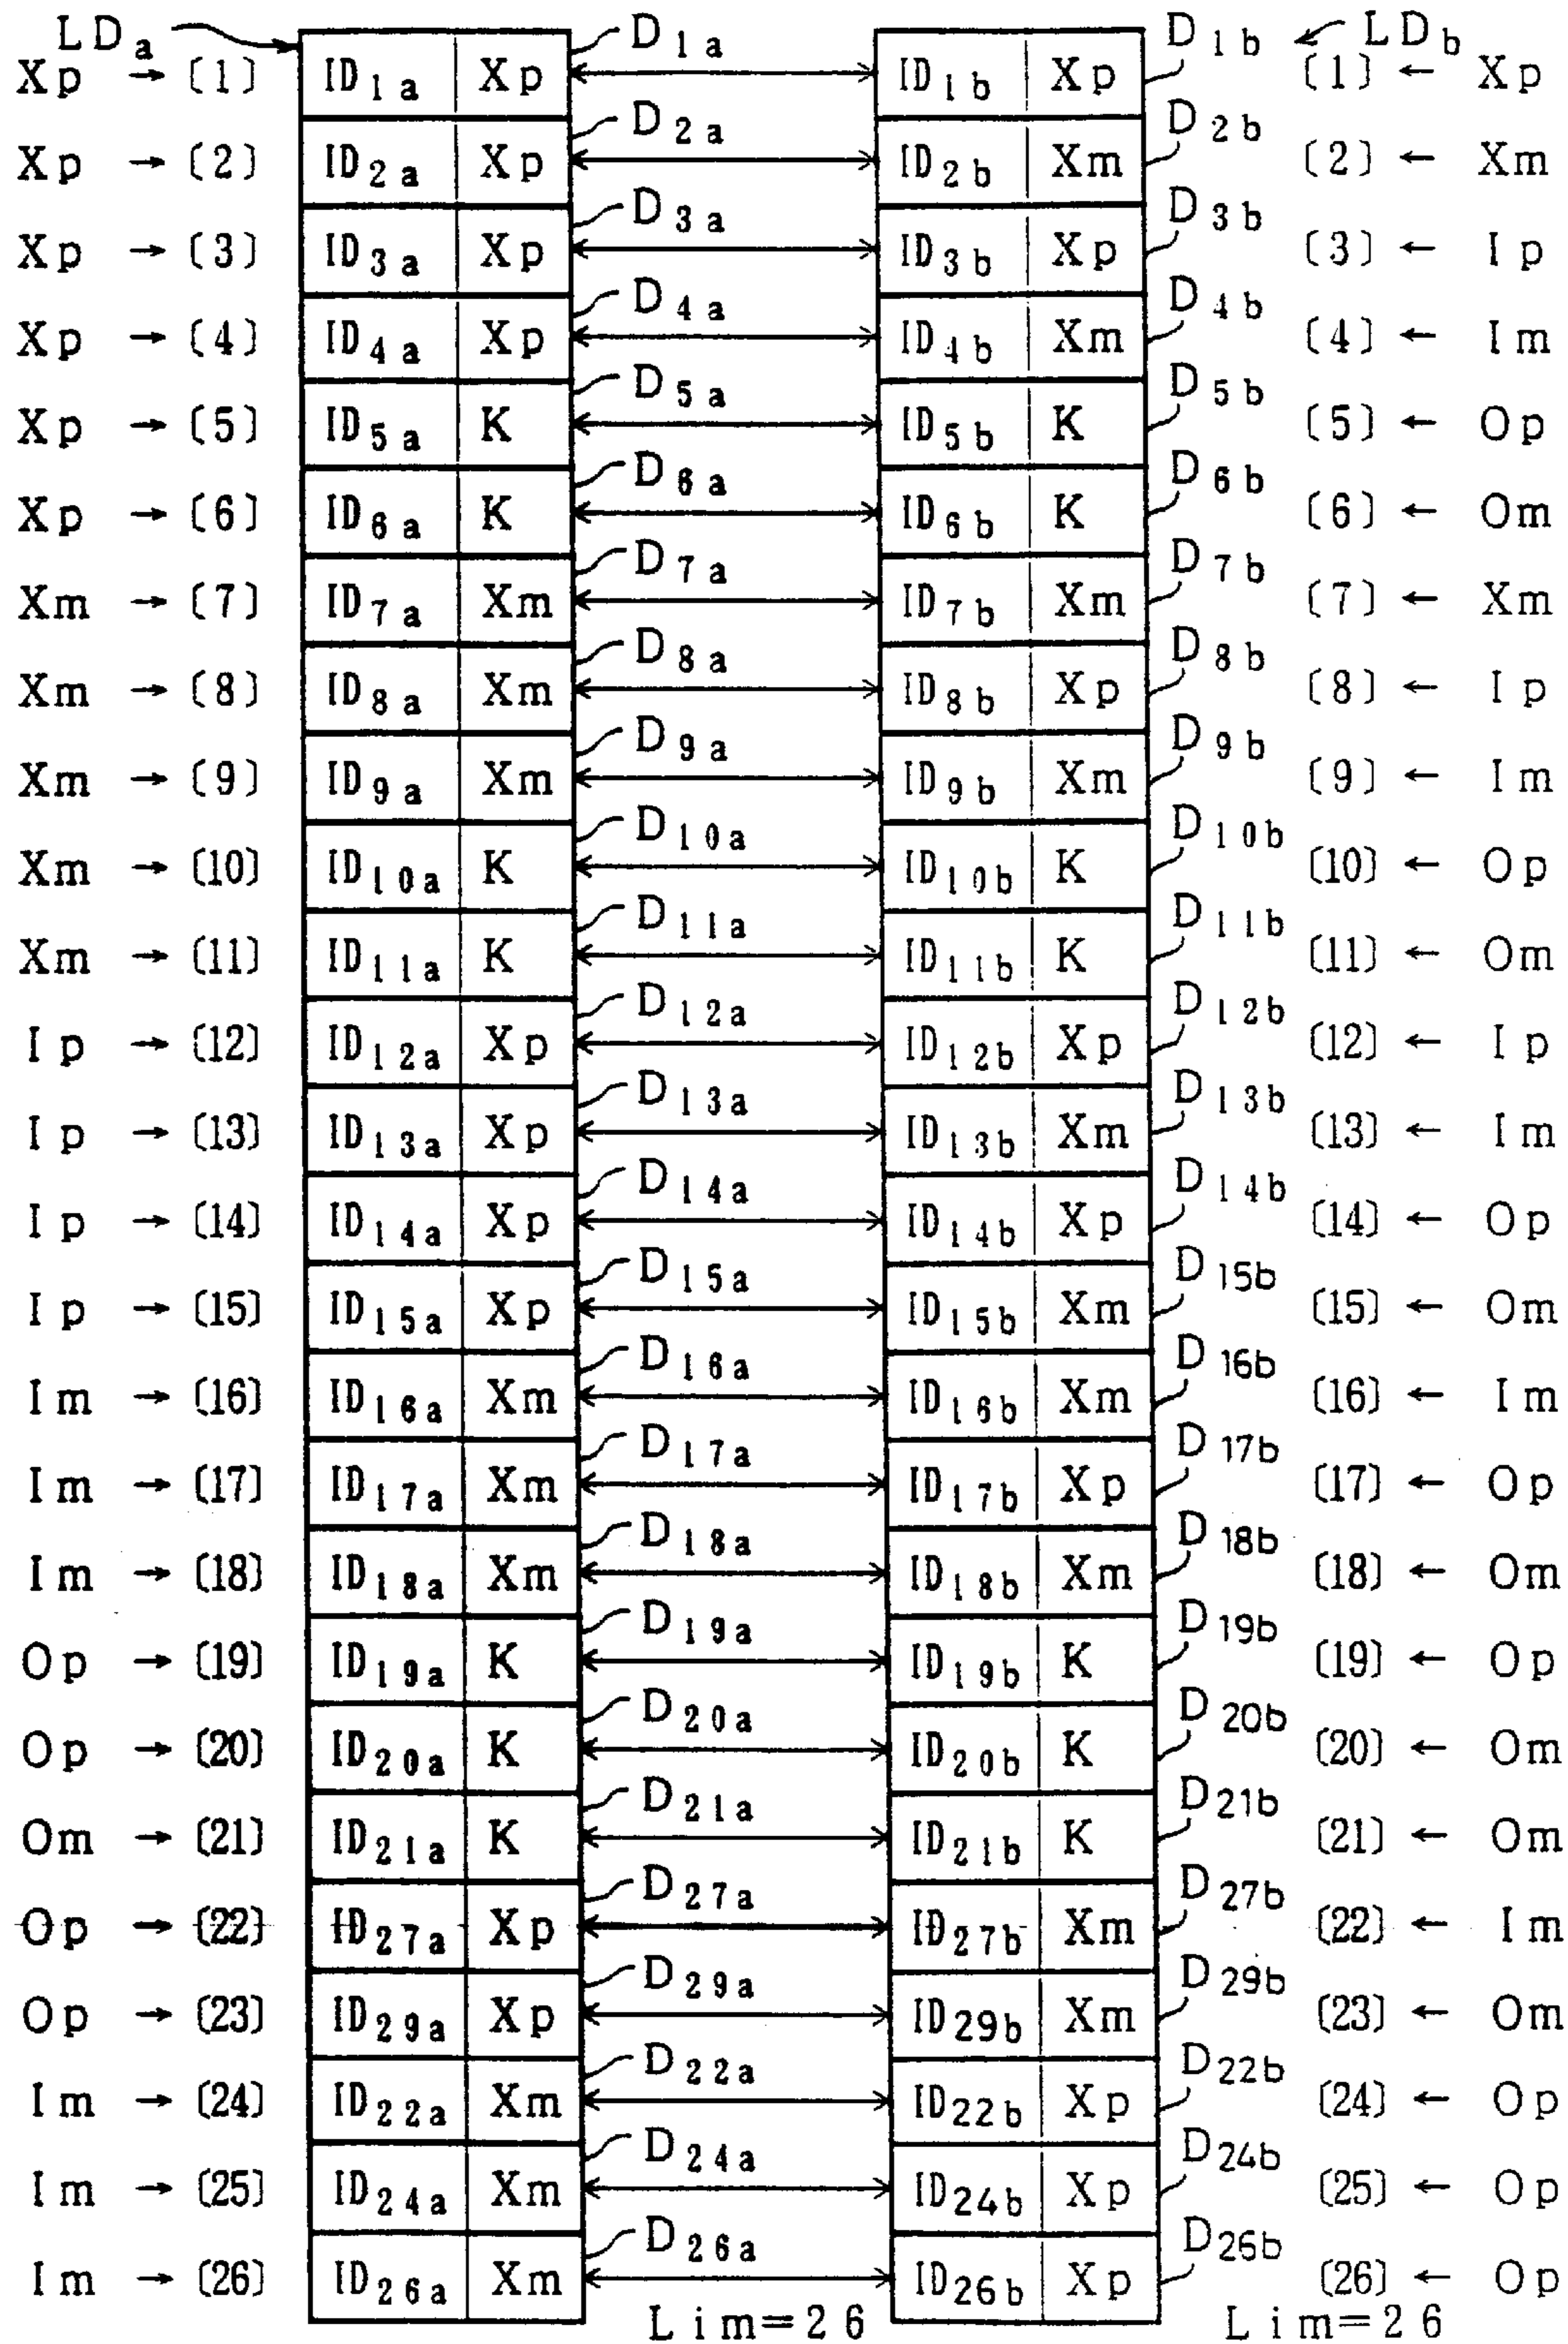 LDa D1a D1b LDb
Xp → (1) ID1a Xp ID1b Xp (1) ← Xp
D2a D2b
Xp → (2) ID2a Xp ID2b Xm (2) ← Xm
D3a D3b
Xp → (3) ID3a Xp ID3b Xp (3) ← Ip
D4a D4b
Xp → (4) ID4a Xp ID4b Xm (4) ← Im
D5a D5b
Xp → (5) ID5a K ID5b K (5) ← Op
D6a D6b
Xp → (6) ID6a K ID6b K (6) ← Om
D7a D7b
Xm → (7) ID7a Xm ID7b Xm (7) ← Xm
D8a D8b
Xm → (8) ID8a Xm ID8b Xp (8) ← Ip
D9a D9b
Xm → (9) ID9a Xm ID9b Xm (9) ← Im
D10a D10b
Xm → (10) ID10a K ID10b K (10) ← Op
D11a D11b
Xm → (11) ID11a K ID11b K (11) ← Om
D12a D12b
Ip → (12) ID12a Xp ID12b Xp (12) ← Ip
D13a D13b
Ip → (13) ID13a Xp ID13b Xm (13) ← Im
D14a D14b
Ip → (14) ID14a Xp ID14b Xp (14) ← Op
D15a D15b
Ip → (15) ID15a Xp ID15b Xm (15) ← Om
D16a D16b
Im → (16) ID16a Xm ID16b Xm (16) ← Im
D17a D17b
Im → (17) ID17a Xm ID17b Xp (17) ← Op
D18a D18b
Im → (18) ID18a Xm ID18b Xm (18) ← Om
D19a D19b
Op → (19) ID19a K ID19b K (19) ← Op
D20a D20b
Op → (20) ID20a K ID20b K (20) ← Om
D21a D21b
Om → (21) ID21a K ID21b K (21) ← Om
D27a D27b
Op → (22) ID27a Xp ID27b Xm (22) ← Im
D29a D29b
Op → (23) ID29a Xp ID29b Xm (23) ← Om
D22a D22b
Im → (24) ID22a Xm ID22b Xp (24) ← Op
D24a D24b
Im → (25) ID24a Xm ID24b Xp (25) ← Op
D26a D26b
Im → (26) ID26a Xm ID26b Xp (26) ← Op
Lim=26 Lim=26